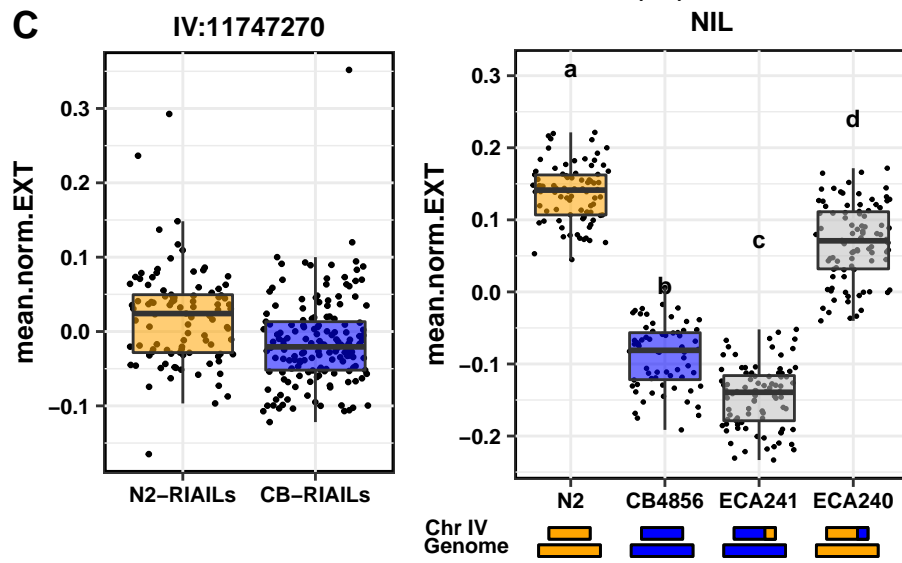 C
IV:11747270
mean.norm.EXT
0.3
0.2
0.1
0.0
−0.1
N2−RIAILs CB−RIAILs
NIL
mean.norm.EXT
0.3
0.2
0.1
0.0
−0.1
−0.2
a
b
c
d
N2 CB4856 ECA241 ECA240
Chr IV
Genome